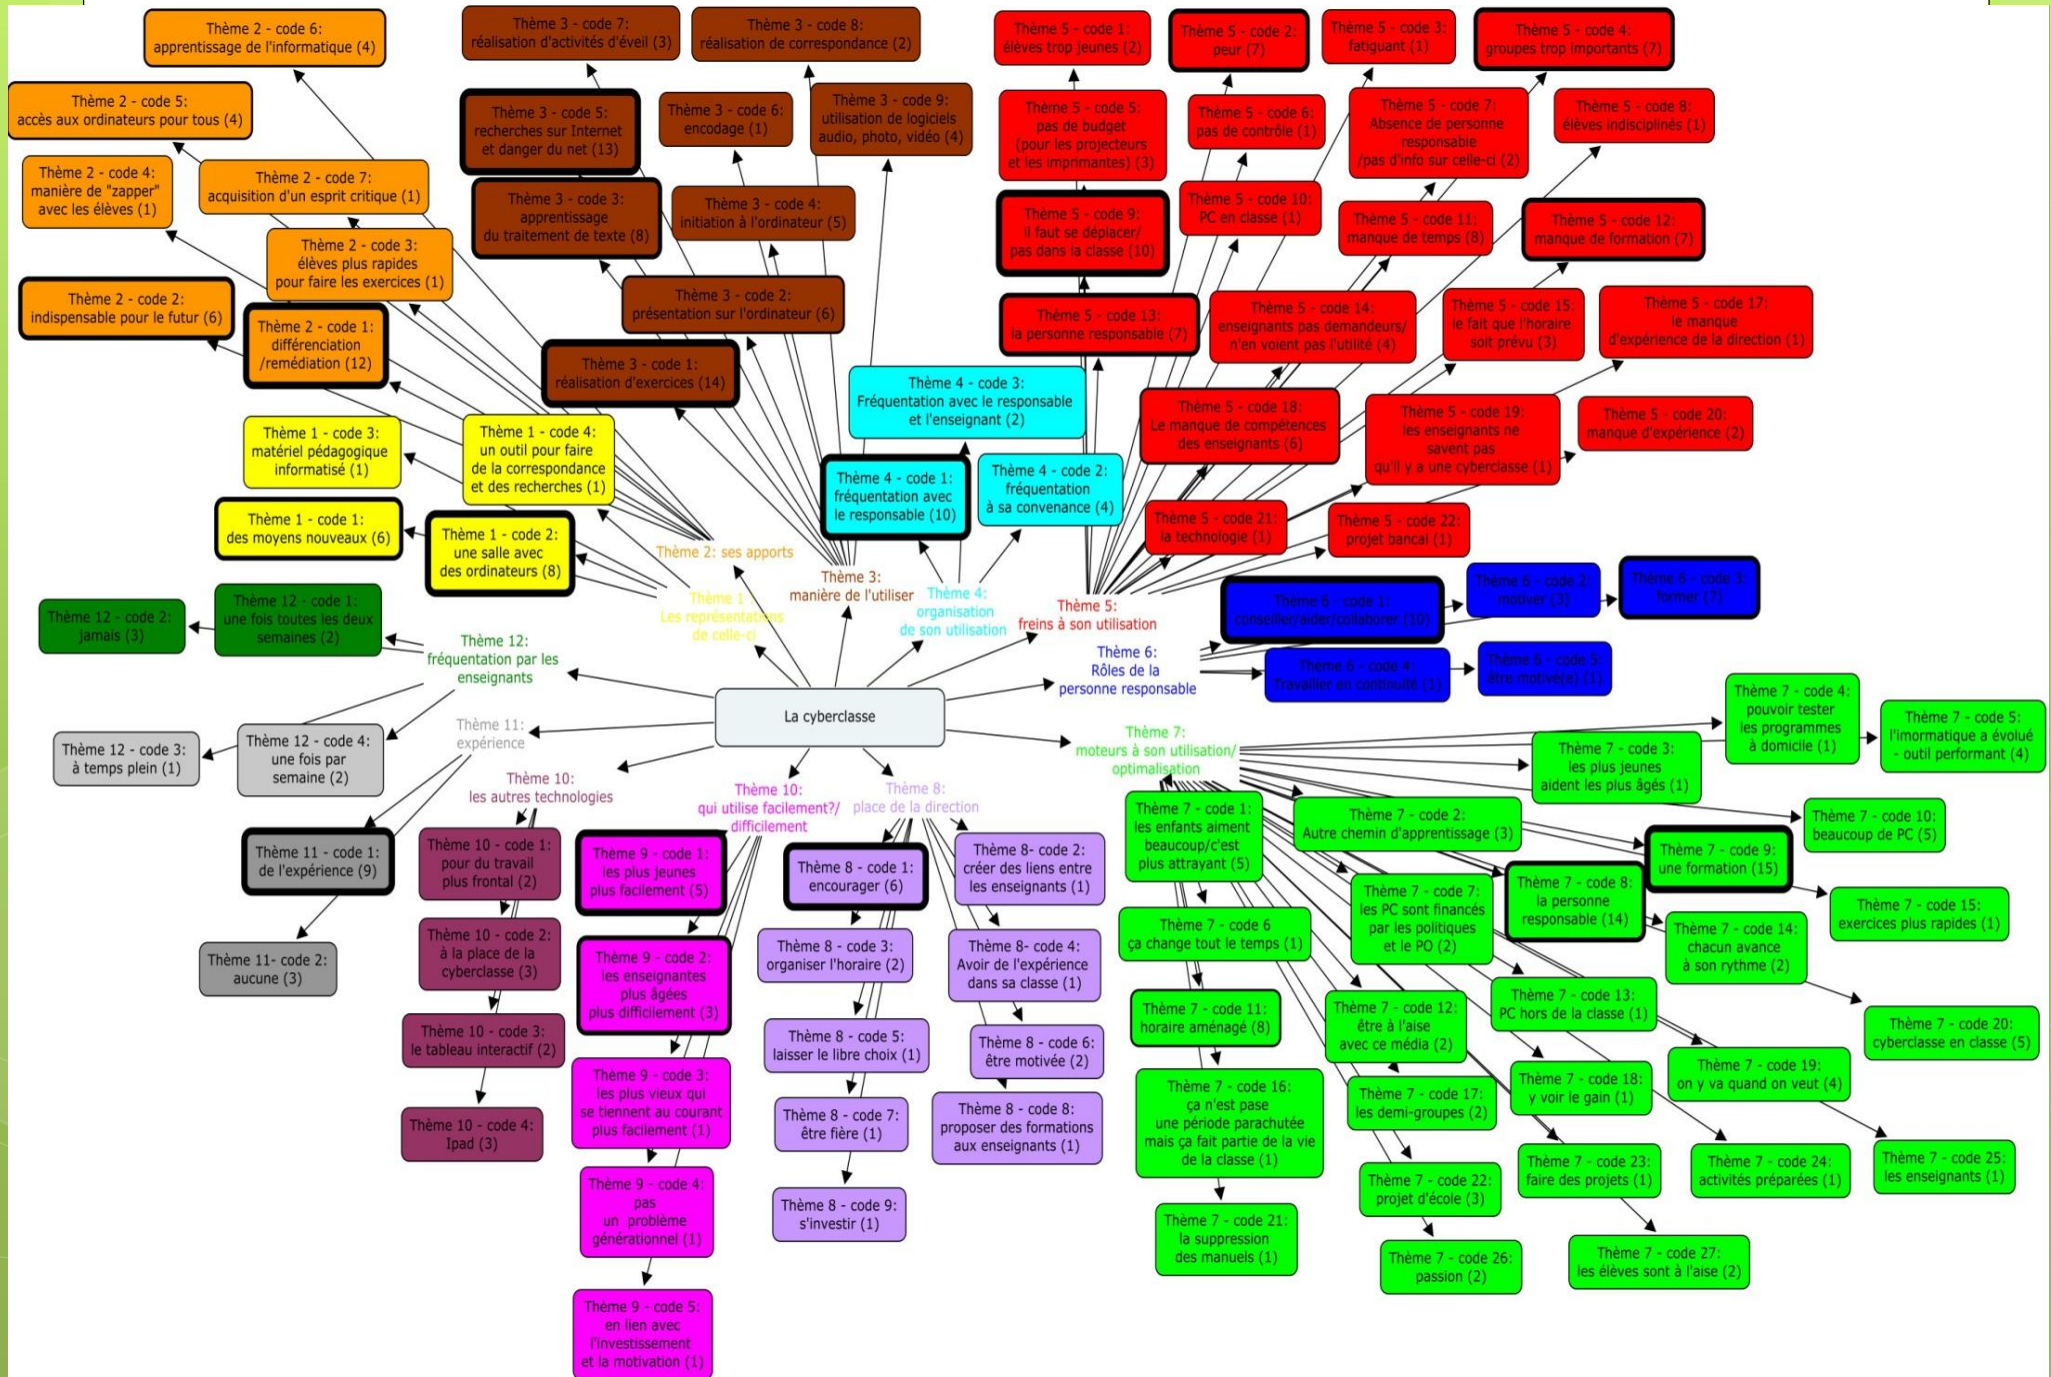 Thème 2 - code 6:
apprentissage de l'informatique (4)
Thème 2 - code 5:
accès aux ordinateurs pour tous (4)
Thème 2 - code 4:
manière de "zapper"
avec les élèves (1)
Thème 2 - code 7:
acquisition d'un esprit critique (1)
Thème 2 - code 3:
élèves plus rapides
pour faire les exercices (1)
Thème 2 - code 2:
indispensable pour le futur (6)
Thème 2 - code 1:
différenciation
/remédiation (12)
Thème 3 - code 7:
réalisation d'activités d'éveil (3)
Thème 3 - code 8:
réalisation de correspondance (2)
Thème 3 - code 5:
recherches sur Internet
et danger du net (13)
Thème 3 - code 6:
encodage (1)
Thème 3 - code 9:
utilisation de logiciels
audio, photo, vidéo (4)
Thème 3 - code 3:
apprentissage
du traitement de texte (8)
Thème 3 - code 4:
initiation à l'ordinateur (5)
Thème 3 - code 2:
présentation sur l'ordinateur (6)
Thème 3 - code 1:
réalisation d'exercices (14)
Thème 5 - code 1:
élèves trop jeunes (2)
Thème 5 - code 2:
peur (7)
Thème 5 - code 3:
fatiguant (1)
Thème 5 - code 4:
groupes trop importants (7)
Thème 5 - code 5:
pas de budget
(pour les projecteurs
et les imprimantes) (3)
Thème 5 - code 6:
pas de contrôle (1)
Thème 5 - code 7:
Absence de personne
responsable
/pas d'info sur celle-ci (2)
Thème 5 - code 8:
élèves indisciplinés (1)
Thème 5 - code 9:
il faut se déplacer/
pas dans la classe (10)
Thème 5 - code 10:
PC en classe (1)
Thème 5 - code 11:
manque de temps (8)
Thème 5 - code 12:
manque de formation (7)
Thème 5 - code 13:
la personne responsable (7)
Thème 5 - code 14:
enseignants pas demandeurs/
n'en voient pas l'utilité (4)
Thème 5 - code 15:
le fait que l'horaire
soit prévu (3)
Thème 5 - code 17:
le manque
d'expérience de la direction (1)
Thème 5 - code 18:
Le manque de compétences
des enseignants (6)
Thème 5 - code 19:
les enseignants ne
savent pas
qu'il y a une cyberclasse (1)
Thème 5 - code 20:
manque d'expérience (2)
Thème 5 - code 21:
la technologie (1)
Thème 5 - code 22:
projet bancal (1)
Thème 4 - code 3:
Fréquentation avec le responsable
et l'enseignant (2)
Thème 4 - code 1:
fréquentation avec
le responsable (10)
Thème 4 - code 2:
fréquentation
à sa convenance (4)
Thème 1 - code 3:
matériel pédagogique
informatisé (1)
Thème 1 - code 4:
un outil pour faire
de la correspondance
et des recherches (1)
Thème 1 - code 1:
des moyens nouveaux (6)
Thème 1 - code 2:
une salle avec
des ordinateurs (8)
Thème 2: ses apports
Thème 1
Les représentations
de celle-ci
Thème 3:
manière de l'utiliser
Thème 4:
organisation
de son utilisation
Thème 5:
freins à son utilisation
Thème 6:
Rôles de la
personne responsable
Thème 6 - code 1:
conseiller/aider/collaborer (10)
Thème 6 - code 2:
motiver (3)
Thème 6 - code 3:
former (7)
Thème 6 - code 4:
Travailler en continuité (1)
Thème 6 - code 5:
être motivé(e) (1)
Thème 12 - code 2:
jamais (3)
Thème 12 - code 1:
une fois toutes les deux
semaines (2)
Thème 12:
fréquentation par les
enseignants
Thème 12 - code 3:
à temps plein (1)
Thème 12 - code 4:
une fois par
semaine (2)
La cyberclasse
Thème 11:
expérience
Thème 11 - code 1:
de l'expérience (9)
Thème 11- code 2:
aucune (3)
Thème 10:
les autres technologies
Thème 10 - code 1:
pour du travail
plus frontal (2)
Thème 10 - code 2:
à la place de la
cyberclasse (3)
Thème 10 - code 3:
le tableau interactif (2)
Thème 10 - code 4:
Ipad (3)
Thème 10:
qui utilise facilement?/
difficilement
Thème 9 - code 1:
les plus jeunes
plus facilement (5)
Thème 9 - code 2:
les enseignantes
plus âgées
plus difficilement (3)
Thème 9 - code 3:
les plus vieux qui
se tiennent au courant
plus facilement (1)
Thème 9 - code 4:
pas
un problème
générationnel (1)
Thème 9 - code 5:
en lien avec
l'investissement
et la motivation (1)
Thème 8:
place de la direction
Thème 8 - code 1:
encourager (6)
Thème 8- code 2:
créer des liens entre
les enseignants (1)
Thème 8 - code 3:
organiser l'horaire (2)
Thème 8- code 4:
Avoir de l'expérience
dans sa classe (1)
Thème 8 - code 5:
laisser le libre choix (1)
Thème 8 - code 6:
être motivée (2)
Thème 8 - code 7:
être fière (1)
Thème 8 - code 8:
proposer des formations
aux enseignants (1)
Thème 8 - code 9:
s'investir (1)
Thème 7:
moteurs à son utilisation/
optimalisation
Thème 7 - code 4:
pouvoir tester
les programmes
à domicile (1)
Thème 7 - code 5:
l'imormatique a évolué
- outil performant (4)
Thème 7 - code 3:
les plus jeunes
aident les plus âgés (1)
Thème 7 - code 1:
les enfants aiment
beaucoup/c'est
plus attrayant (5)
Thème 7 - code 2:
Autre chemin d'apprentissage (3)
Thème 7 - code 10:
beaucoup de PC (5)
Thème 7 - code 9:
une formation (15)
Thème 7 - code 8:
la personne
responsable (14)
Thème 7 - code 7:
les PC sont financés
par les politiques
et le PO (2)
Thème 7 - code 6
ça change tout le temps (1)
Thème 7 - code 15:
exercices plus rapides (1)
Thème 7 - code 14:
chacun avance
à son rythme (2)
Thème 7 - code 11:
horaire aménagé (8)
Thème 7 - code 12:
être à l'aise
avec ce média (2)
Thème 7 - code 13:
PC hors de la classe (1)
Thème 7 - code 20:
cyberclasse en classe (5)
Thème 7 - code 16:
ça n'est pase
une période parachutée
mais ça fait partie de la vie
de la classe (1)
Thème 7 - code 17:
les demi-groupes (2)
Thème 7 - code 18:
y voir le gain (1)
Thème 7 - code 19:
on y va quand on veut (4)
Thème 7 - code 22:
projet d'école (3)
Thème 7 - code 23:
faire des projets (1)
Thème 7 - code 24:
activités préparées (1)
Thème 7 - code 25:
les enseignants (1)
Thème 7 - code 21:
la suppression
des manuels (1)
Thème 7 - code 26:
passion (2)
Thème 7 - code 27:
les élèves sont à l'aise (2)